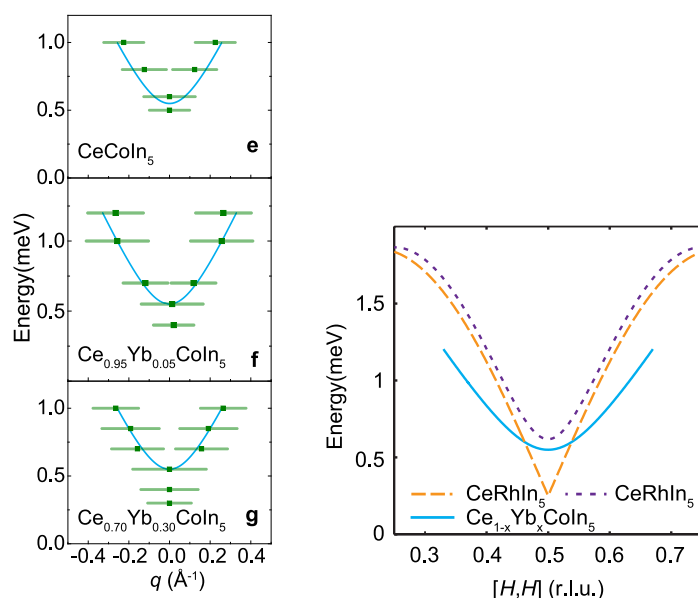 1.0
0.5
CeCoIn5
e
1.0
Energy(meV)
0.5
Ce0.95Yb0.05CoIn5
f
1.0
0.5
Ce0.70Yb0.30CoIn5
g
0.0
-0.4 -0.2 0.0 0.2 0.4
q (Å-1)
Energy(meV)
1.5
1
0.5
0
CeRhIn5 CeRhIn5
Ce1-xYbxCoIn5
0.3 0.4 0.5 0.6 0.7
[H,H] (r.l.u.)